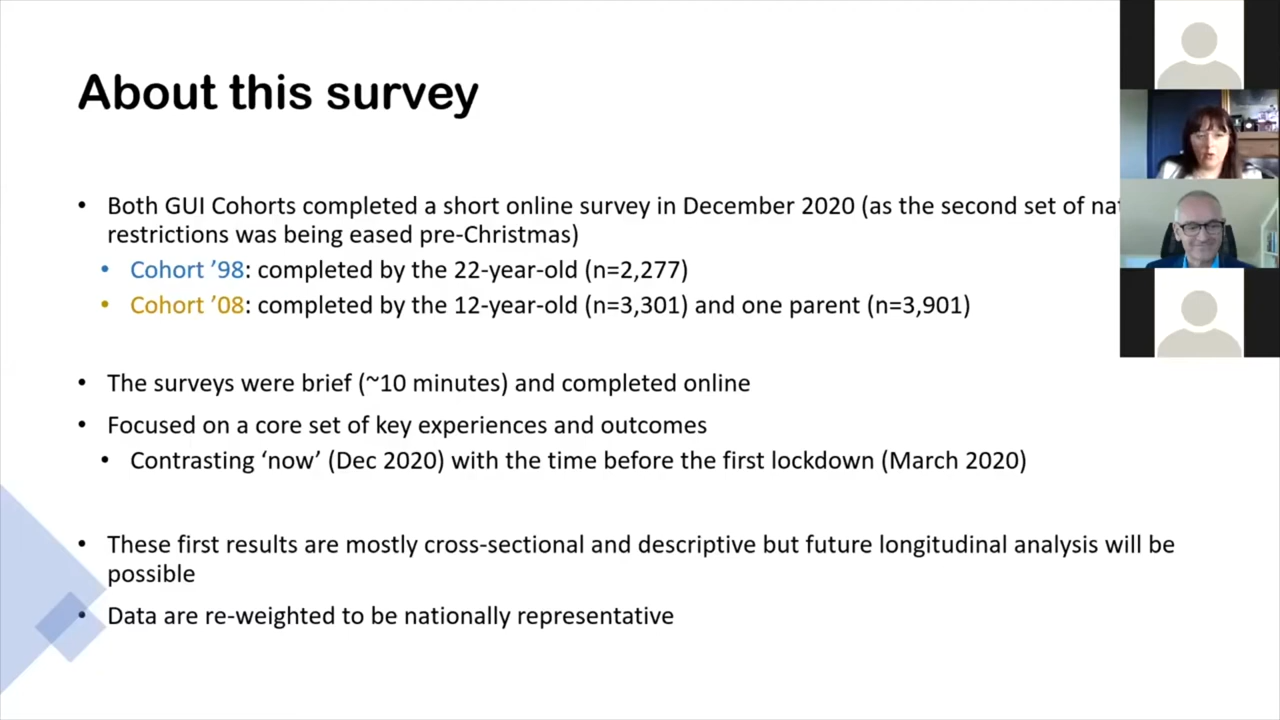 About this survey
• Both GUI Cohorts completed a short online survey in December 2020 (as the second set of
restrictions was being eased pre-Christmas)
• Cohort ’98: completed by the 22-year-old (n=2,277)
• Cohort ’08: completed by the 12-year-old (n=3,301) and one parent (n=3,901)
• The surveys were brief (~10 minutes) and completed online
• Focused on a core set of key experiences and outcomes
• Contrasting ‘now’ (Dec 2020) with the time before the first lockdown (March 2020)
• These first results are mostly cross-sectional and descriptive but future longitudinal analysis will be
possible
• Data are re-weighted to be nationally representative